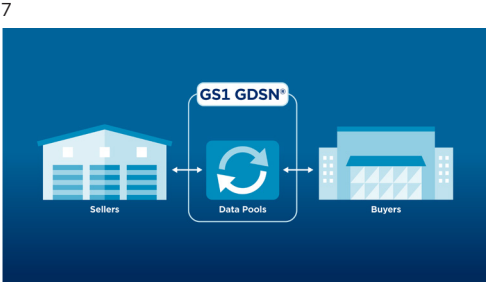 7
GS1 GDSN®
Sellers
Data Pools
Buyers